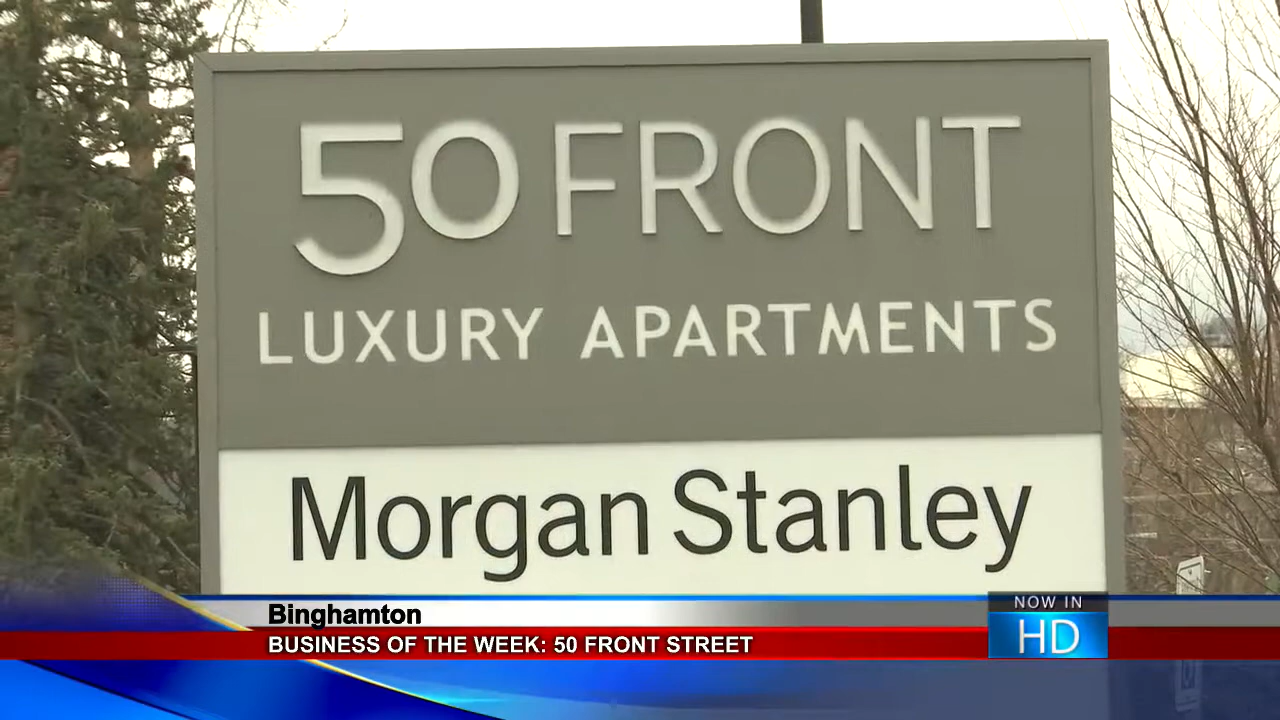 50 FRONT
LUXURY APARTMENTS
Morgan Stanley
Binghamton
BUSINESS OF THE WEEK: 50 FRONT STREET
NOW IN
HD